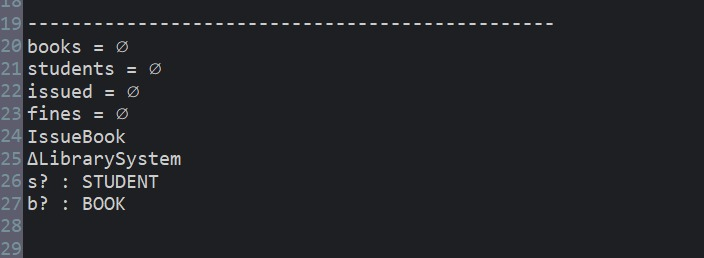 18
19 ------------------------------------------------
20 books = ∅
21 students = ∅
22 issued = ∅
23 fines = ∅
24 IssueBook
25 ΔLibrarySystem
26 s? : STUDENT
27 b? : BOOK
28
29